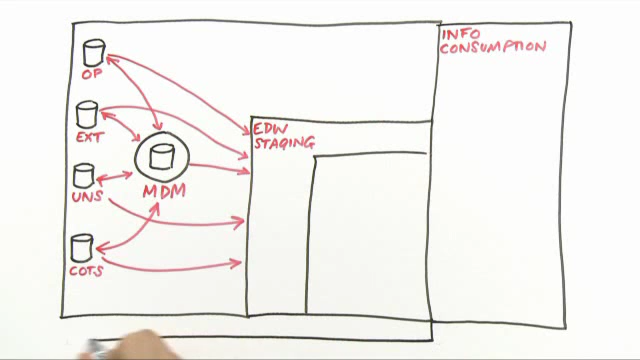 INFO
CONSUMPTION
OP
EXT
EDW
STAGING
MDM
UNS
COTS